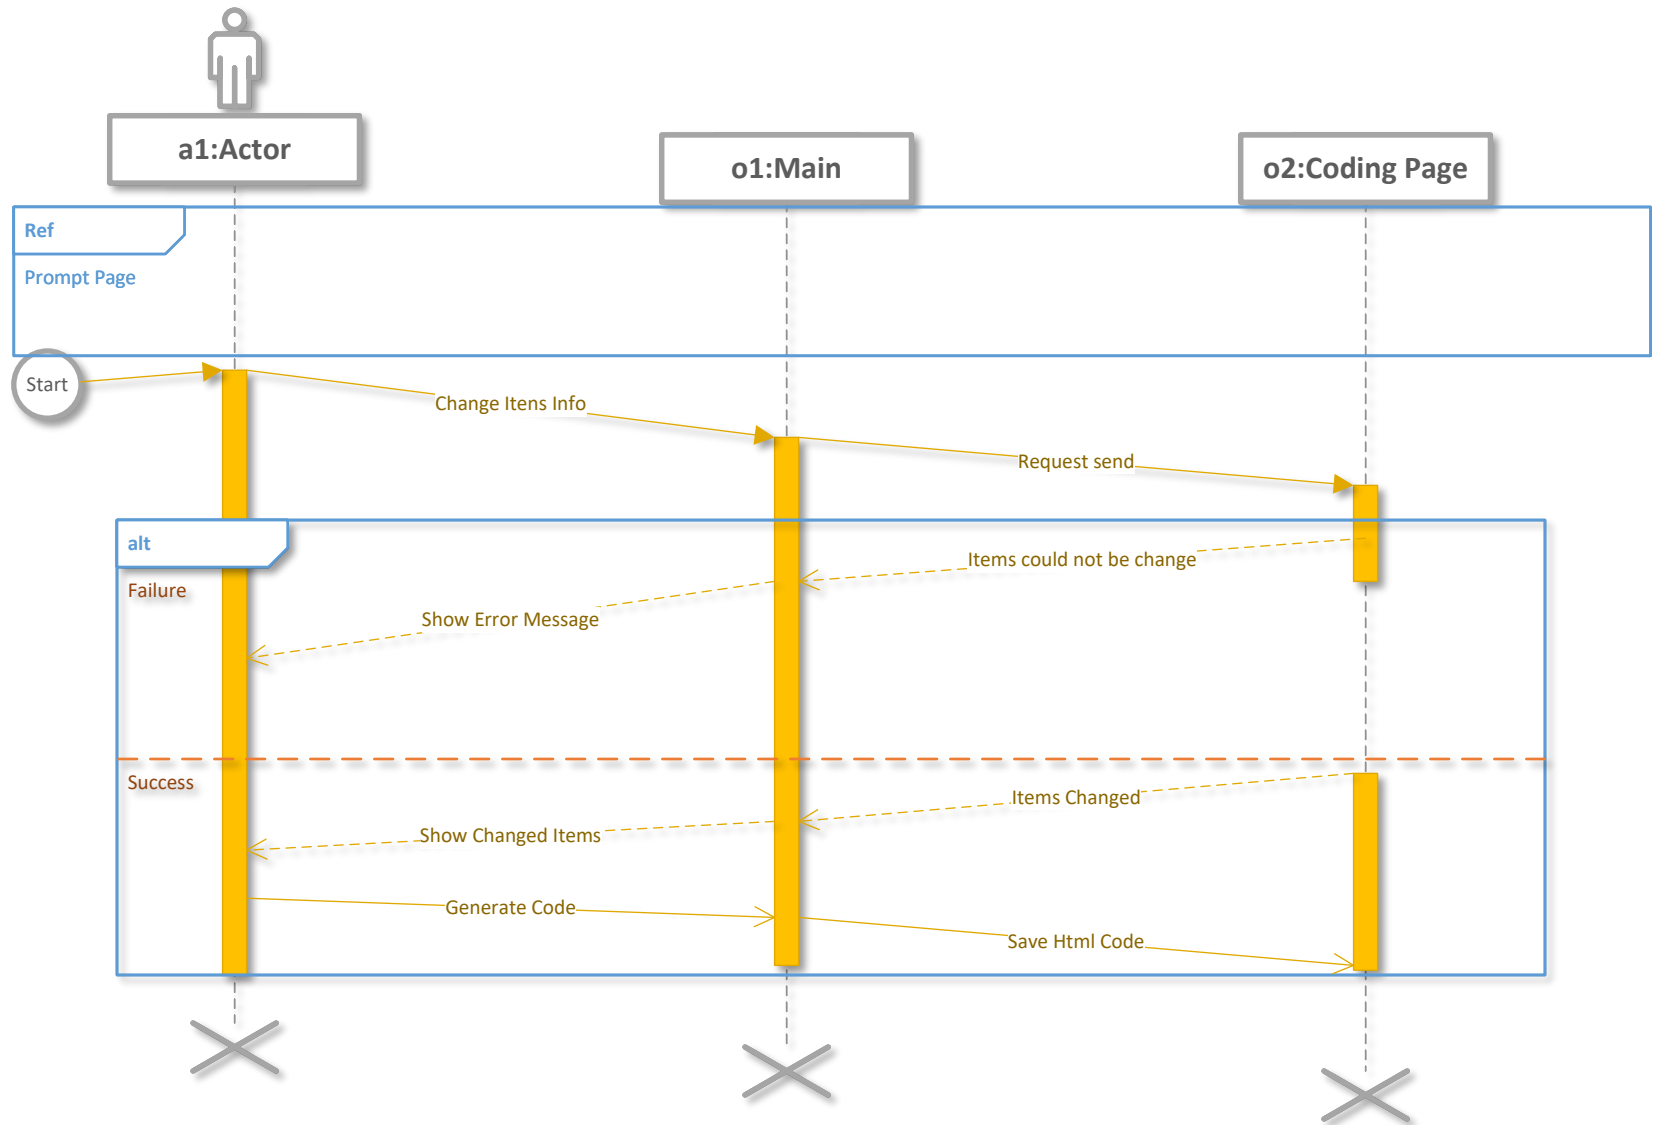 a1:Actor
o1:Main
o2:Coding Page
Ref
Prompt Page
Start
Change Itens Info
Request send
alt
Items could not be change
Failure
Show Error Message
Success
Items Changed
Show Changed Items
Generate Code
Save Html Code